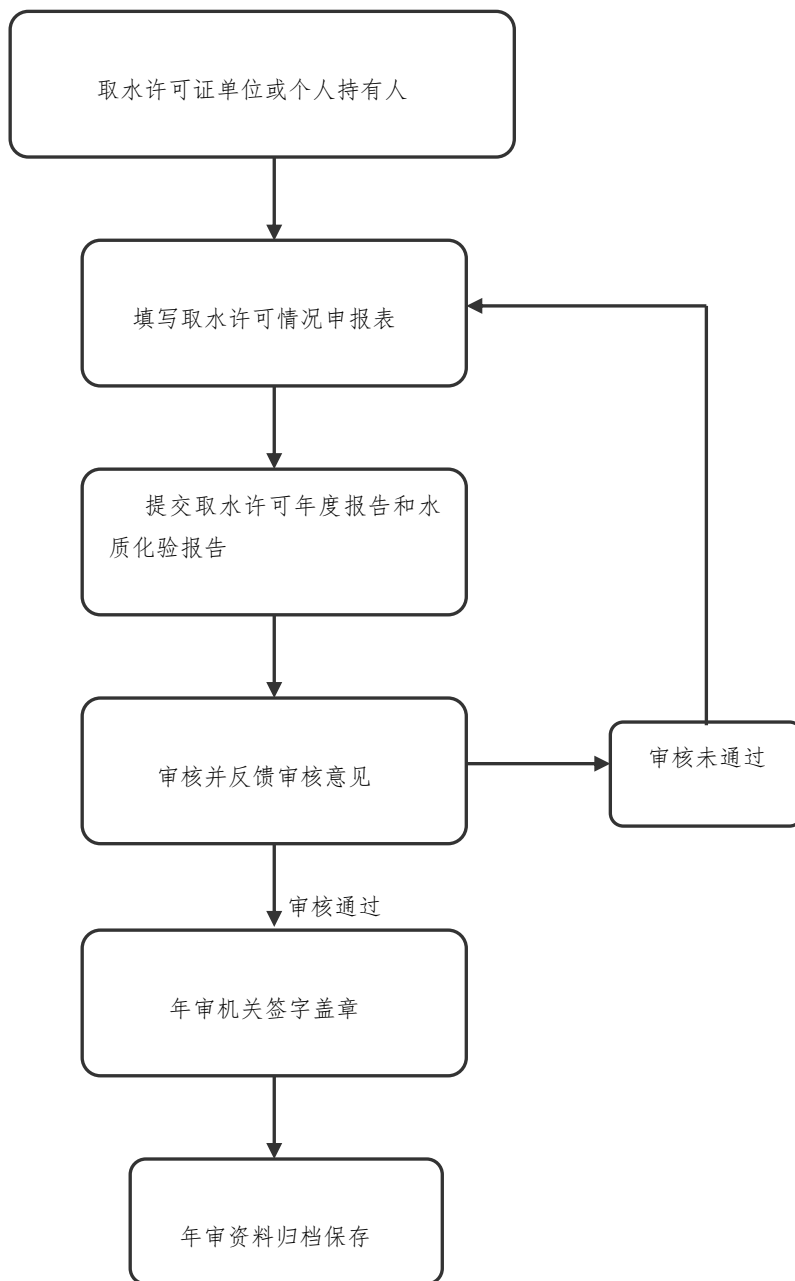 取水许可证单位或个人持有人
填写取水许可情况申报表
提交取水许可年度报告和水
质化验报告
审核并反馈审核意见
审核未通过
审核通过
年审机关签字盖章
年审资料归档保存